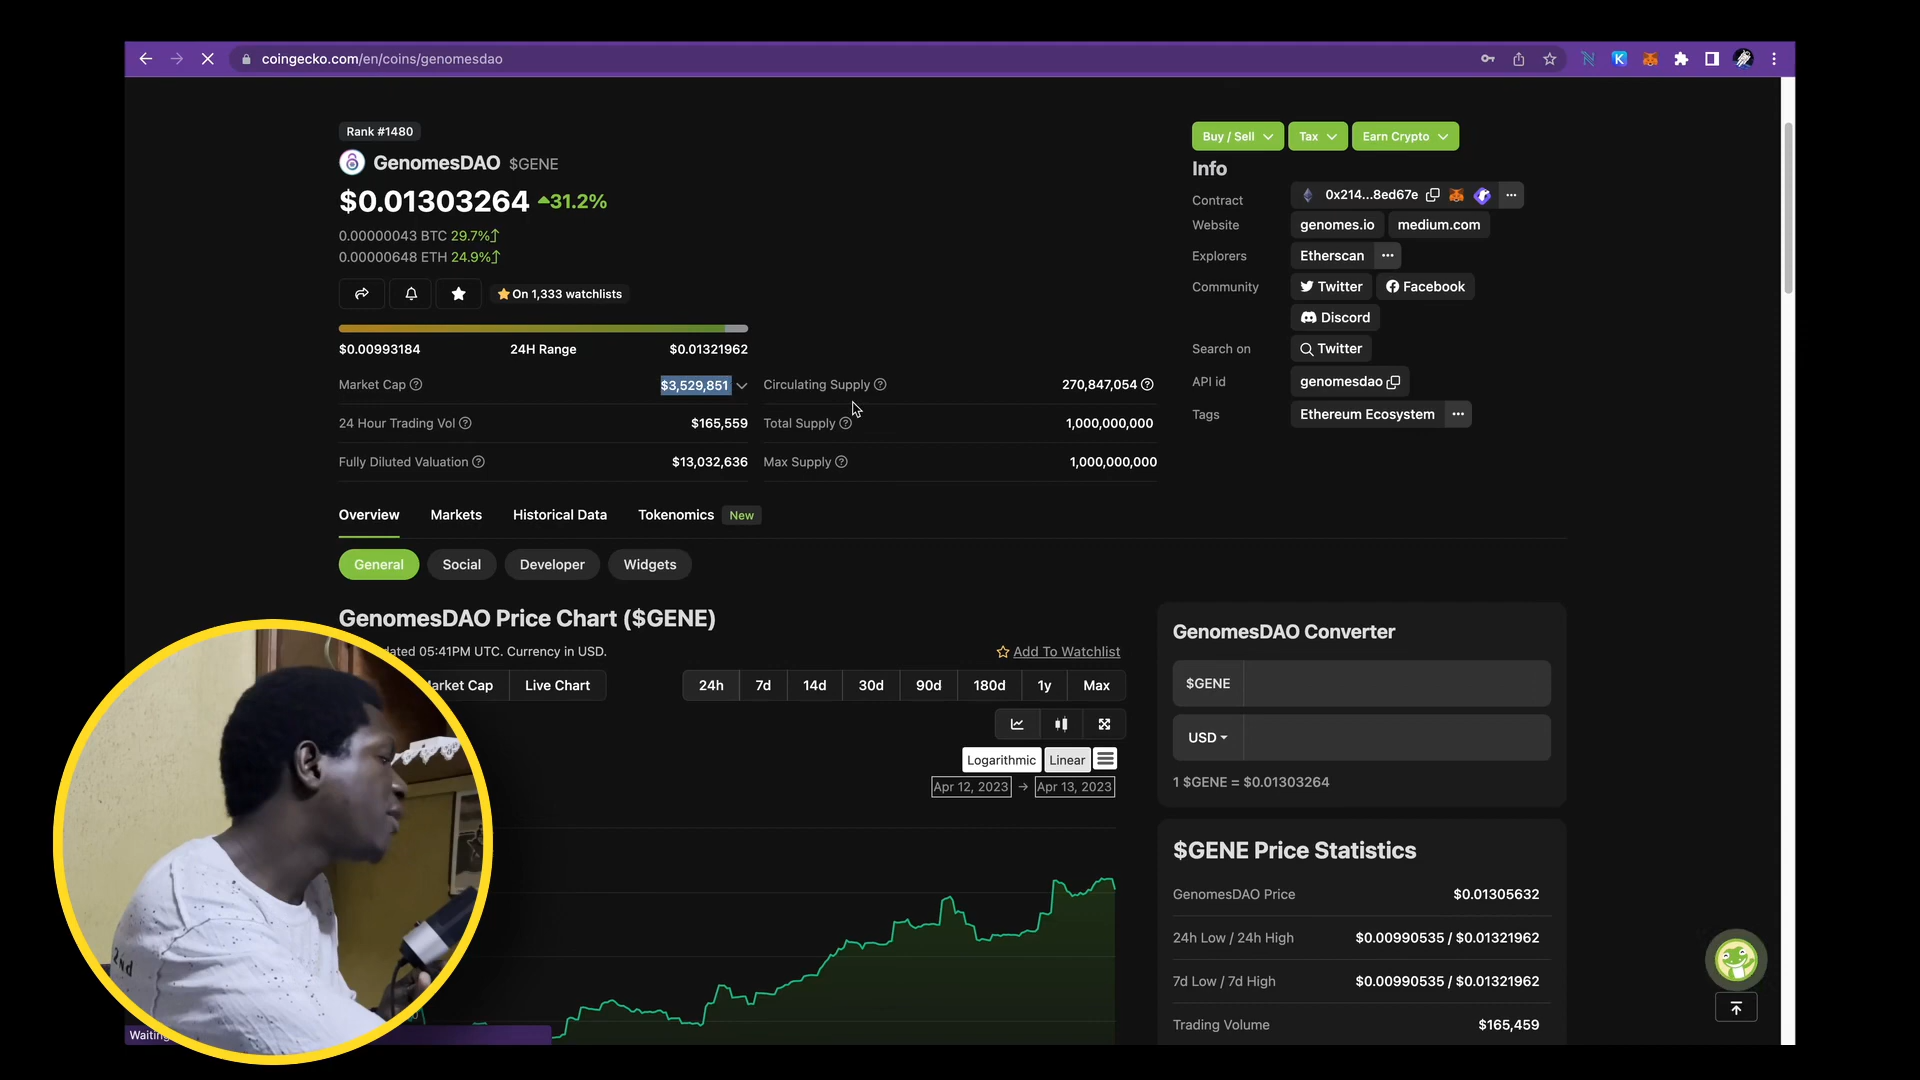 coingecko.com/en/coins/genomesdao
Rank #1480
GenomesDAO $GENE
$0.01303264 31.2%
0.00000043 BTC 29.7%
0.00000648 ETH 24.9%
On 1,333 watchlists
$0.00993184 24H Range $0.01321962
Market Cap $3,529,851
24 Hour Trading Vol $165,559
Fully Diluted Valuation $13,032,636
Circulating Supply 270,847,054
Total Supply 1,000,000,000
Max Supply 1,000,000,000
Buy / Sell Tax Earn Crypto
Info
Contract 0x214...8ed67e
Website genomes.io medium.com
Explorers Etherscan
Community Twitter Facebook
Discord
Search on Twitter
API id genomesdao
Tags Ethereum Ecosystem
Overview Markets Historical Data Tokenomics New
General Social Developer Widgets
GenomesDAO Price Chart ($GENE)
dated 05:41PM UTC. Currency in USD.
Add To Watchlist
arket Cap Live Chart
24h 7d 14d 30d 90d 180d 1y Max
Logarithmic Linear
Apr 12, 2023 → Apr 13, 2023
GenomesDAO Converter
$GENE
USD
1 $GENE = $0.01303264
$GENE Price Statistics
GenomesDAO Price $0.01305632
24h Low / 24h High $0.00990535 / $0.01321962
7d Low / 7d High $0.00990535 / $0.01321962
Trading Volume $165,459
2nd
Waiting